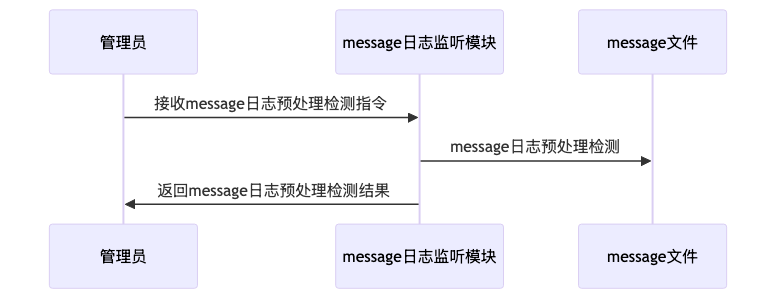 管理员
message日志监听模块
message文件
接收message日志预处理检测指令
message日志预处理检测
返回message日志预处理检测结果
管理员
message日志监听模块
message文件